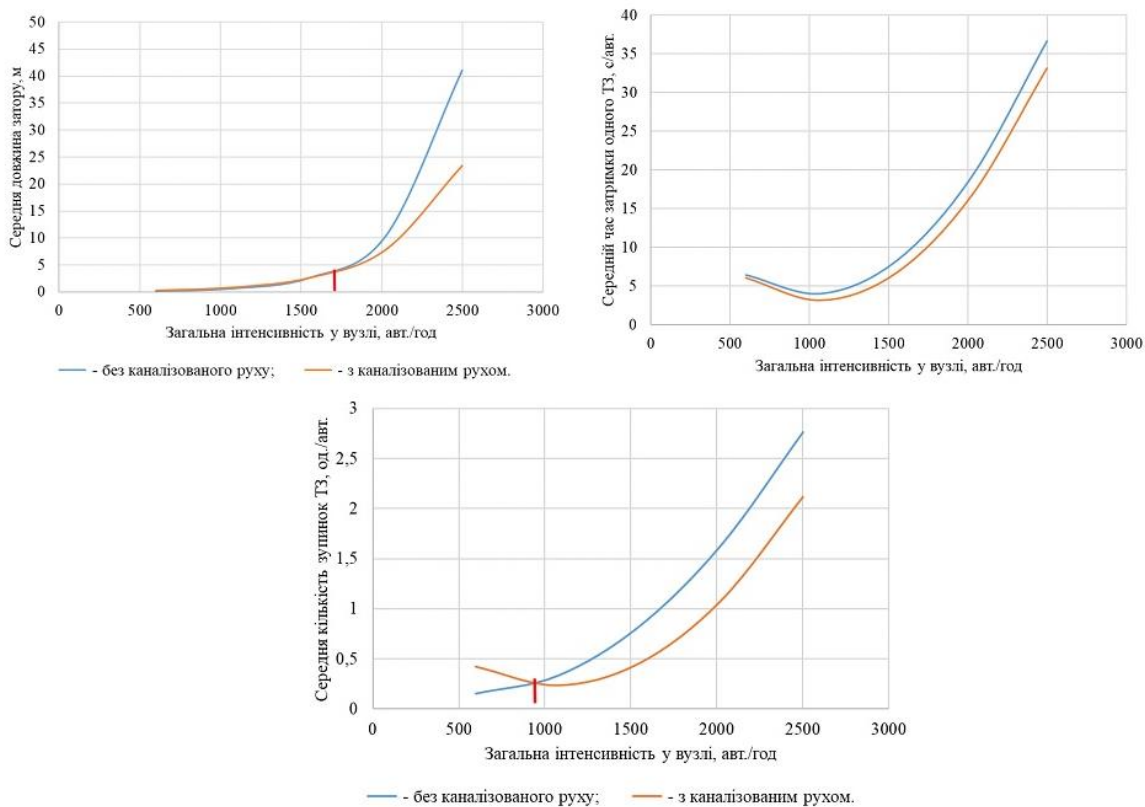 Середня довжина затору, м
50
45
40
35
30
25
20
15
10
5
0
0 500 1000 1500 2000 2500 3000
Загальна інтенсивність у вузлі, авт./год
- без каналізованого руху; - з каналізованим рухом.
Середній час затримки одного ТЗ, с/авт.
40
35
30
25
20
15
10
5
0
0 500 1000 1500 2000 2500 3000
Загальна інтенсивність у вузлі, авт./год
Середня кількість зупинок ТЗ, од./авт.
3
2,5
2
1,5
1
0,5
0
0 500 1000 1500 2000 2500 3000
Загальна інтенсивність у вузлі, авт./год
- без каналізованого руху; - з каналізованим рухом.